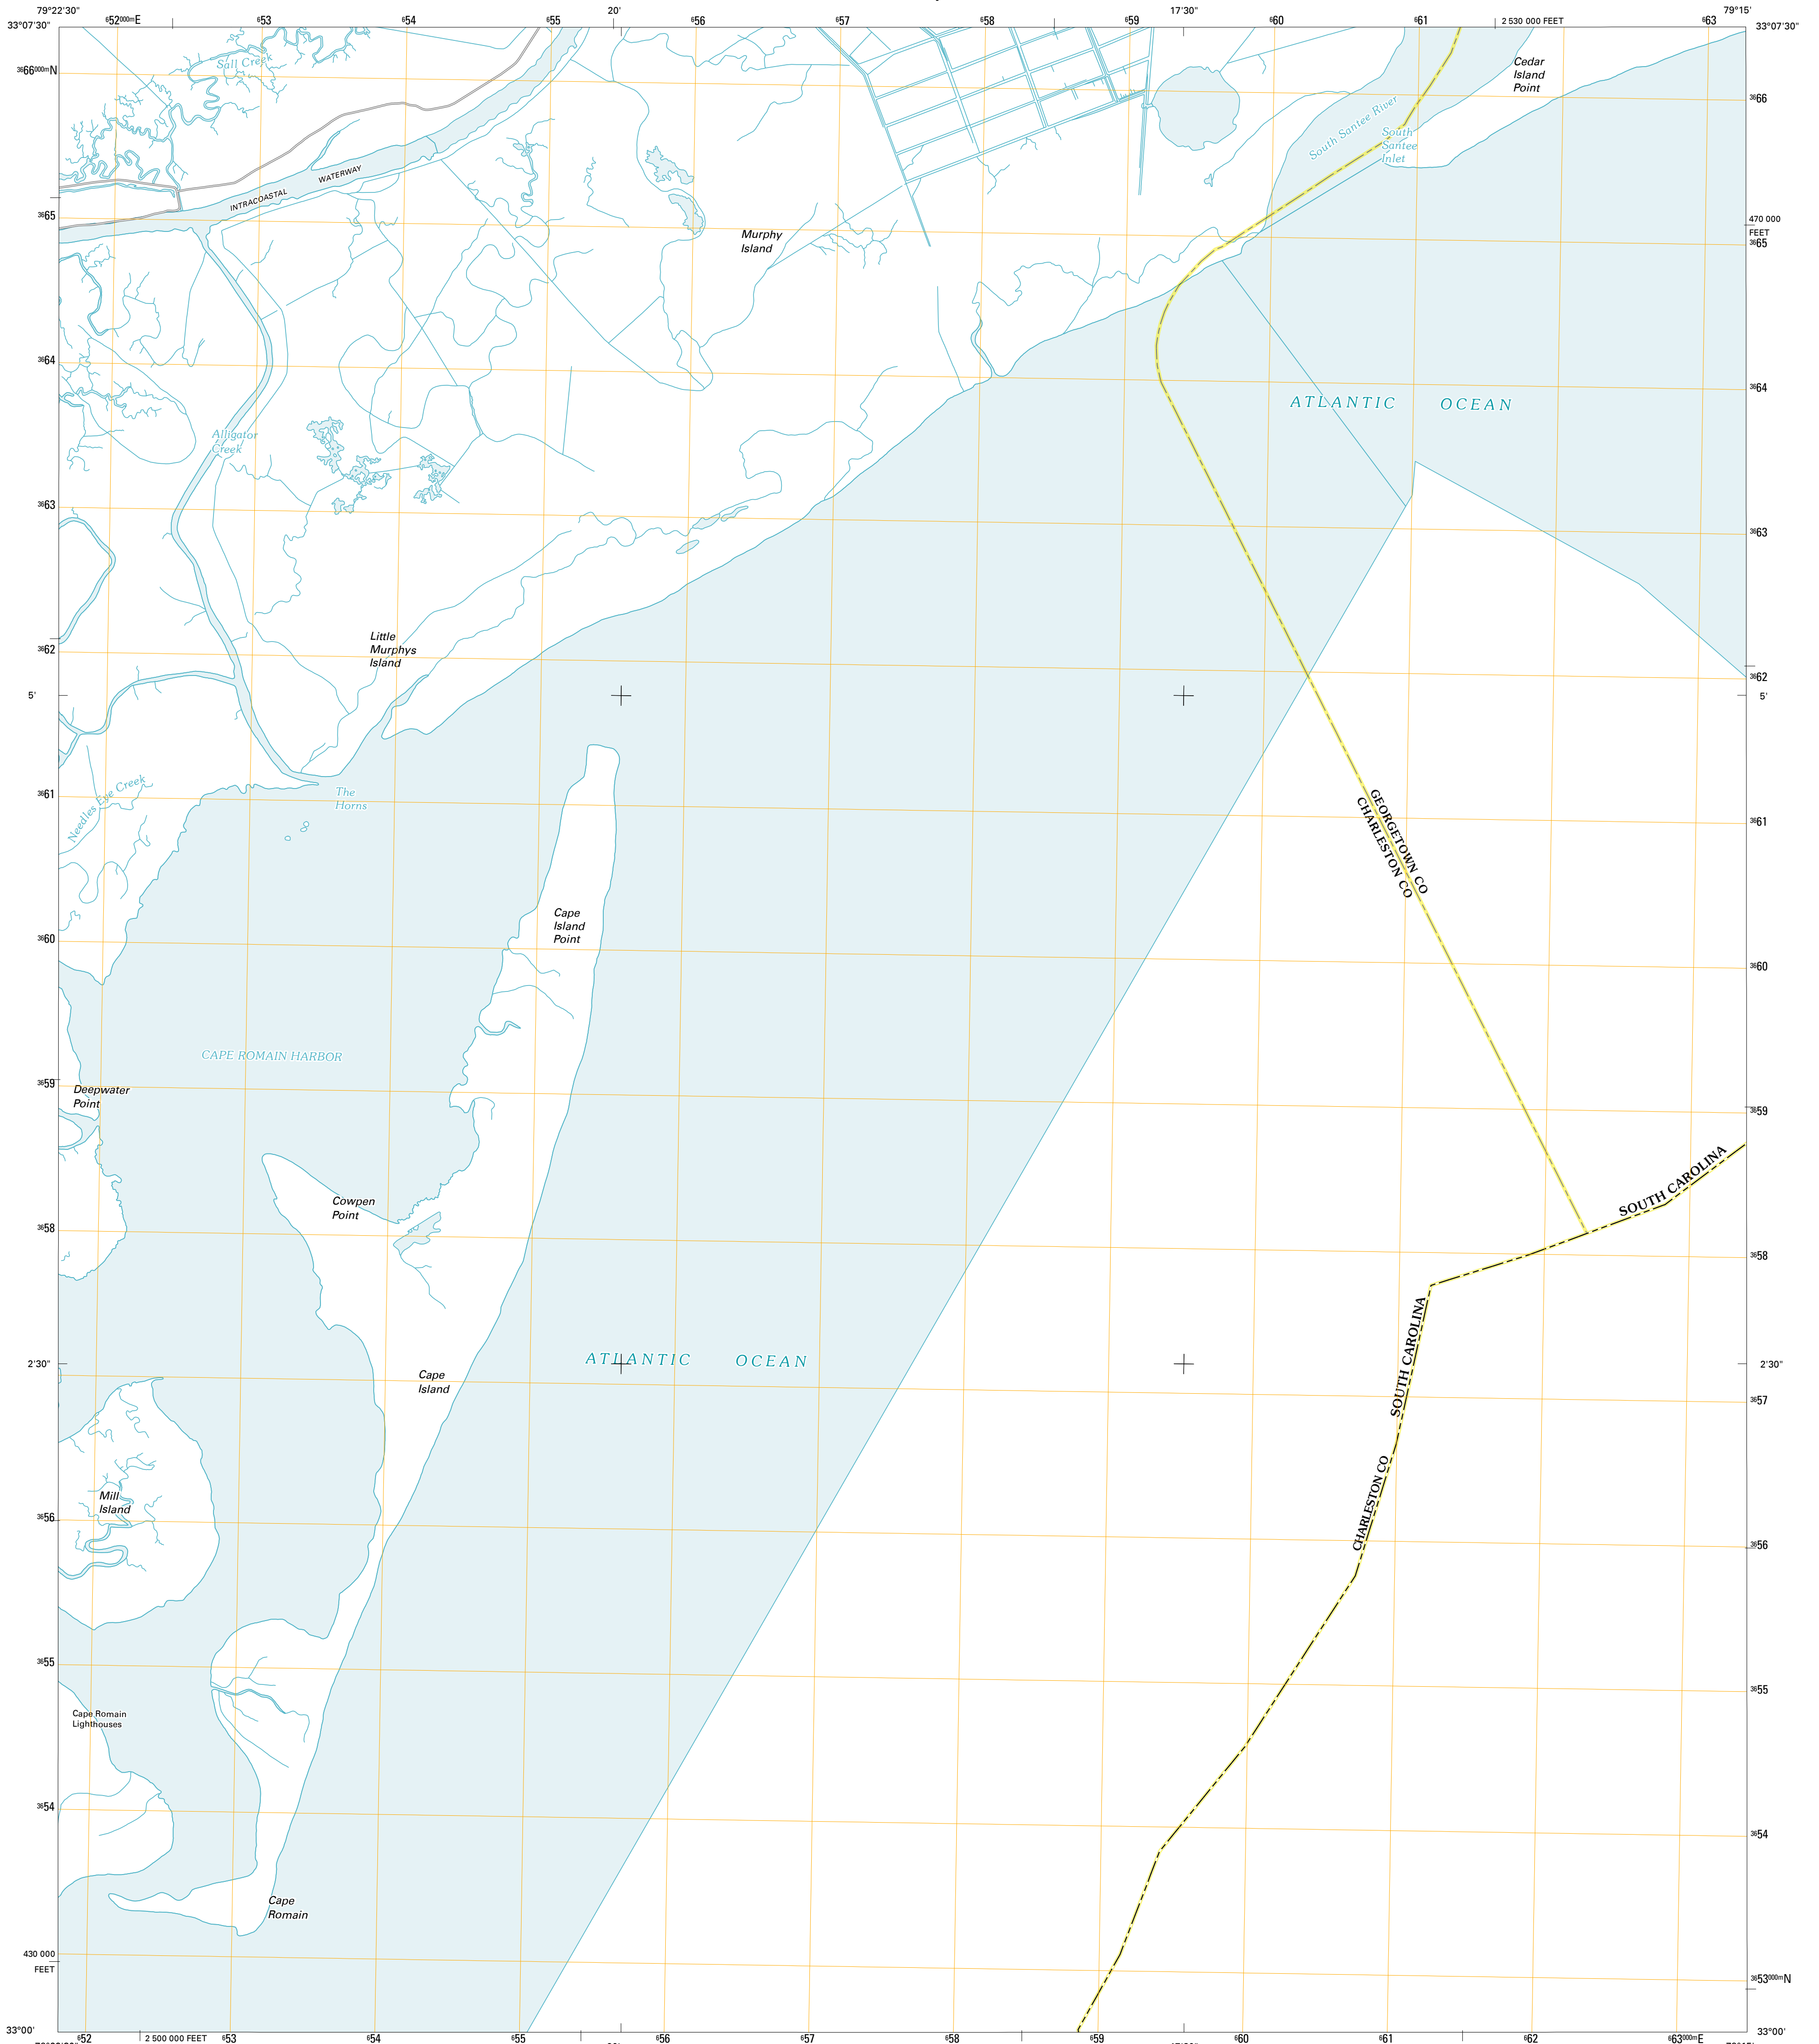 79°22'30"
⁶52⁰⁰⁰ᵐE
⁶53
⁶54
⁶55
20'
⁶56
⁶57
⁶58
⁶59
17'30"
⁶60
⁶61
2 530 000 FEET
⁶63
79°15'
33°07'30"
33°07'30"
³⁶66⁰⁰⁰ᵐN
Sall Creek
Cedar
Island
Point
³⁶66
South Santee River
South
Santee
Inlet
INTRACOASTAL
WATERWAY
³⁶65
Murphy
Island
470 000
FEET
³⁶65
³⁶64
³⁶64
ATLANTIC OCEAN
Alligator
Creek
³⁶63
³⁶63
Little
Murphys
Island
³⁶62
³⁶62
5'
5'
Needles Eye Creek
The
Horns
³⁶61
³⁶61
GEORGETOWN CO
CHARLESTON CO
Cape
Island
Point
³⁶60
³⁶60
CAPE ROMAIN HARBOR
³⁶59
Deepwater
Point
³⁶59
SOUTH CAROLINA
Cowpen
Point
³⁶58
³⁶58
SOUTH CAROLINA
2'30"
ATLANTIC OCEAN
2'30"
Cape
Island
³⁶57
CHARLESTON CO
Mill
Island
³⁶56
³⁶56
³⁶55
³⁶55
Cape Romain
Lighthouses
³⁶54
³⁶54
Cape
Romain
430 000
FEET
³⁶53⁰⁰⁰ᵐN
33°00'
⁶52
2 500 000 FEET
⁶53
⁶54
⁶55
⁶56
⁶57
⁶58
⁶59
⁶60
⁶61
⁶62
⁶63⁰⁰⁰ᵐE
33°00'